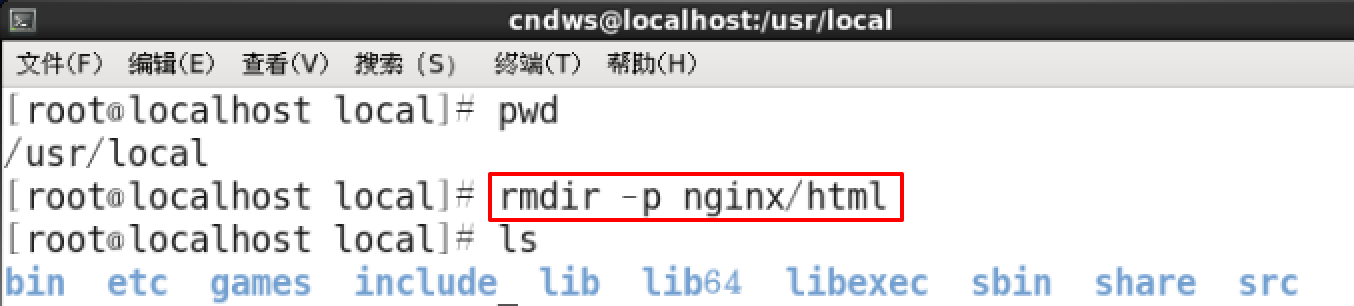 cndws@localhost:/usr/local
文件(F) 编辑(E) 查看(V) 搜索 (S) 终端(T) 帮助(H)
[root@localhost local]# pwd
/usr/local
[root@localhost local]# rmdir -p nginx/html
[root@localhost local]# ls
bin etc games include lib lib64 libexec sbin share src